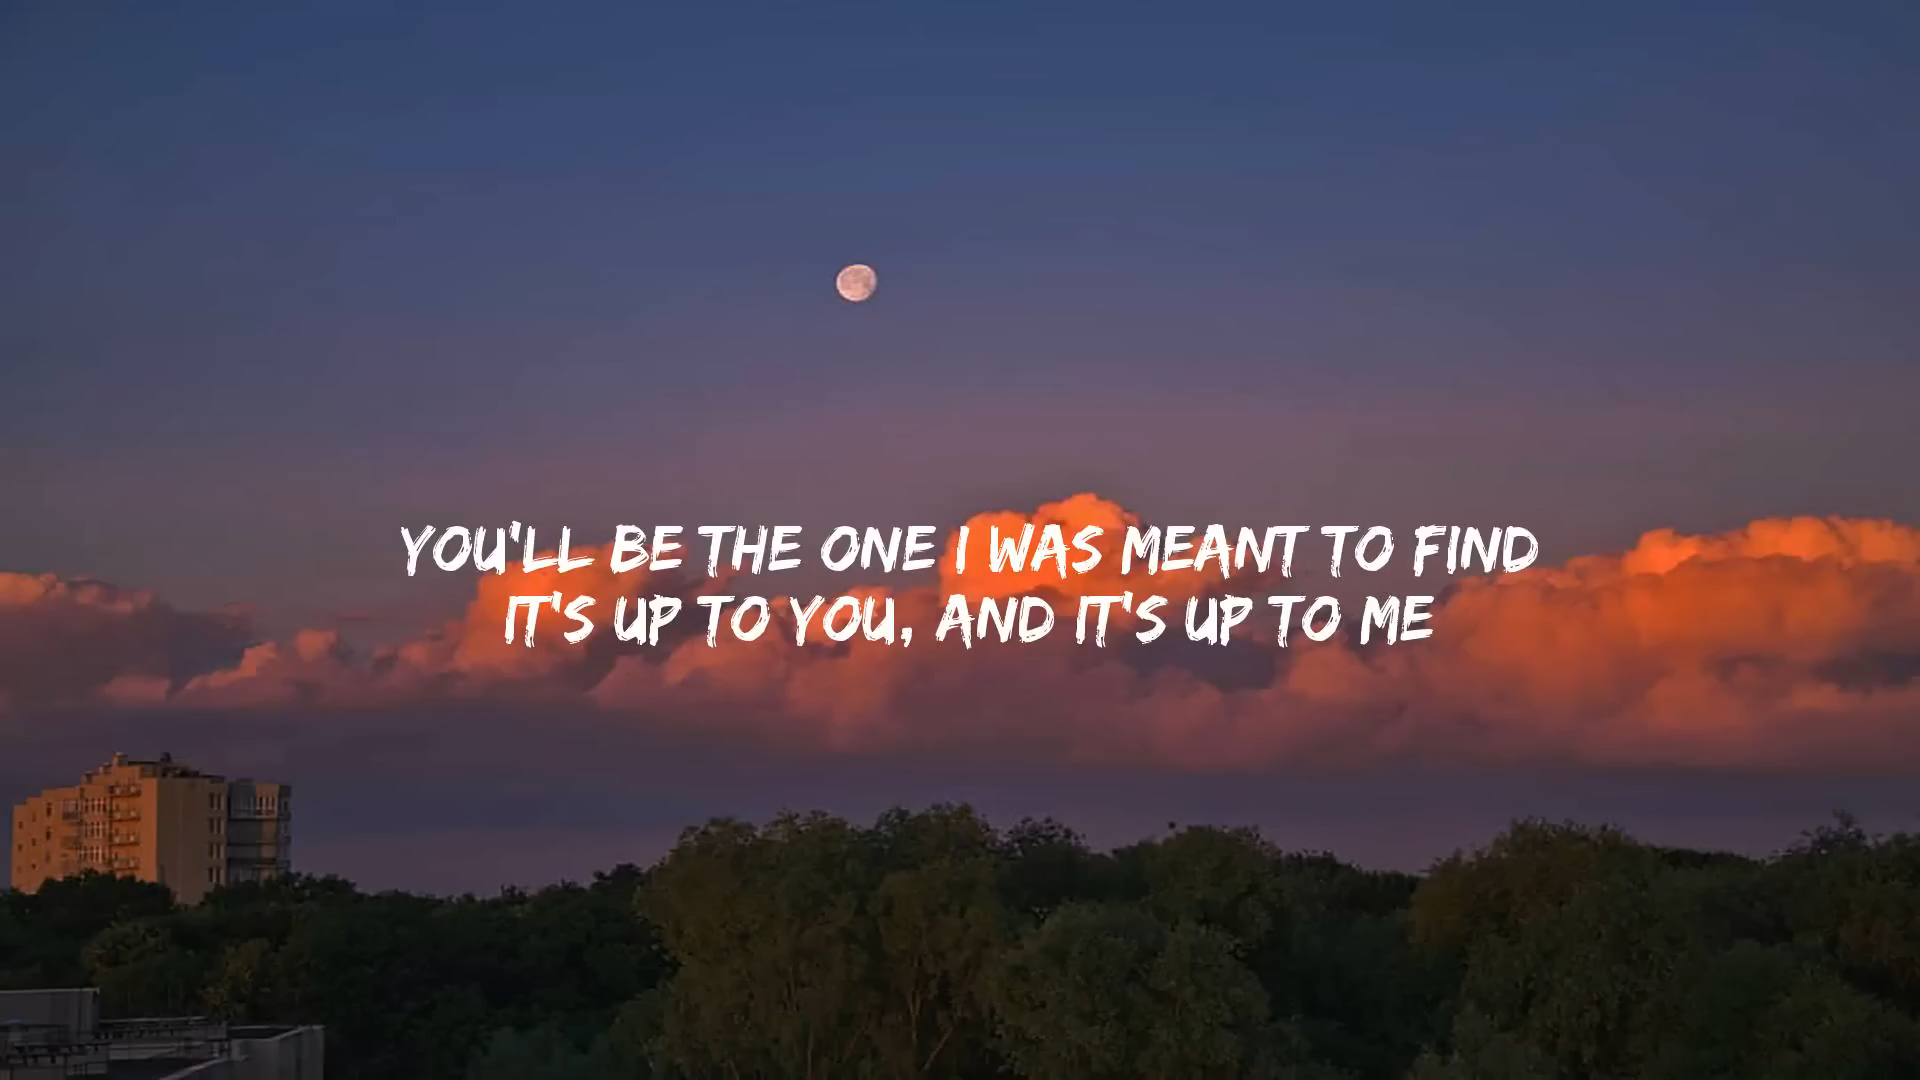 YOU'LL BE THE ONE I WAS MEANT TO FIND
IT'S UP TO YOU, AND IT'S UP TO ME